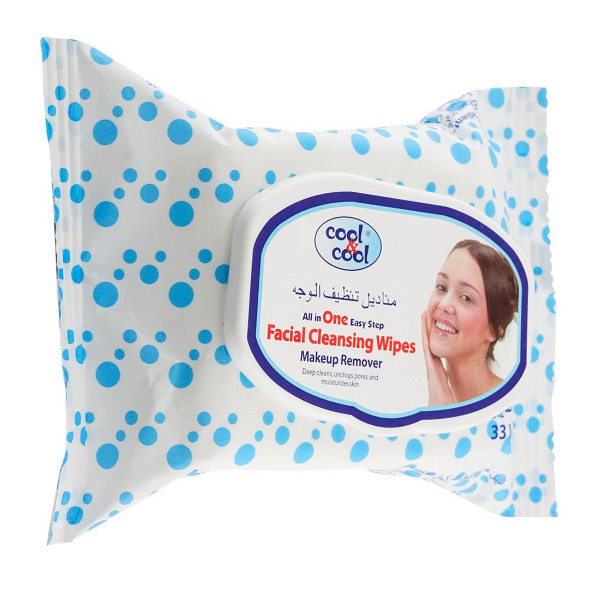 cool®
&
cool
مناديل تنظيف الوجه
All in One Easy Step
Facial Cleansing Wipes
Makeup Remover
Deep cleans, unclogs pores and
moisturizes skin
33